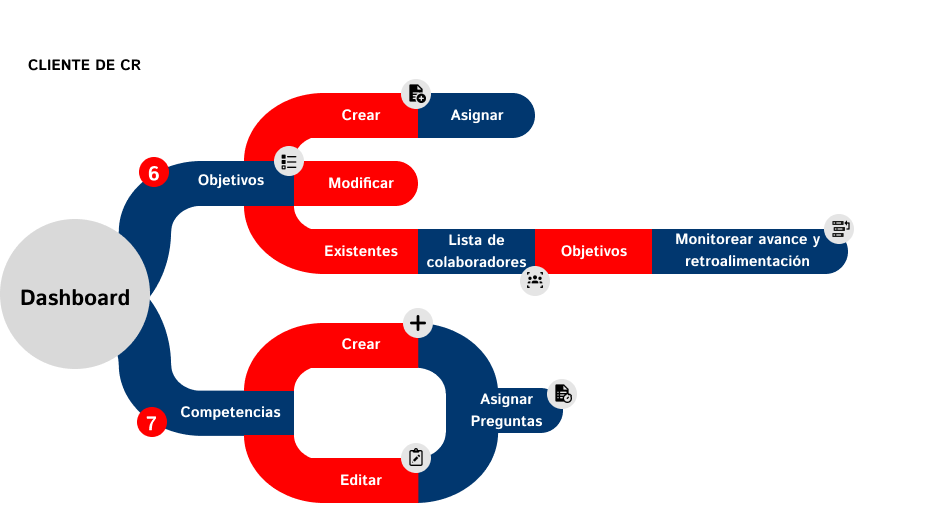 CLIENTE DE CR
Crear
Asignar
6
Objetivos
Modificar
Existentes
Lista de
colaboradores
Objetivos
Monitorear avance y
retroalimentación
Dashboard
Crear
7
Competencias
Asignar
Preguntas
Editar